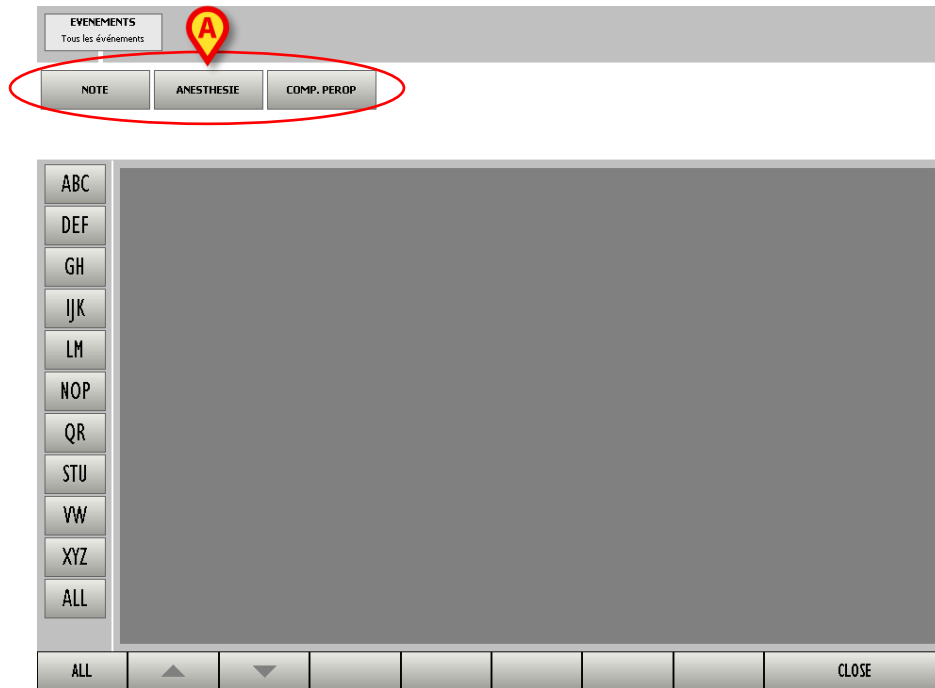 EVENEMENTS
Tous les événements
A
NOTE
ANESTHESIE
COMP. PEROP
ABC
DEF
GH
IJK
LM
NOP
QR
STU
VW
XYZ
ALL
ALL
CLOSE